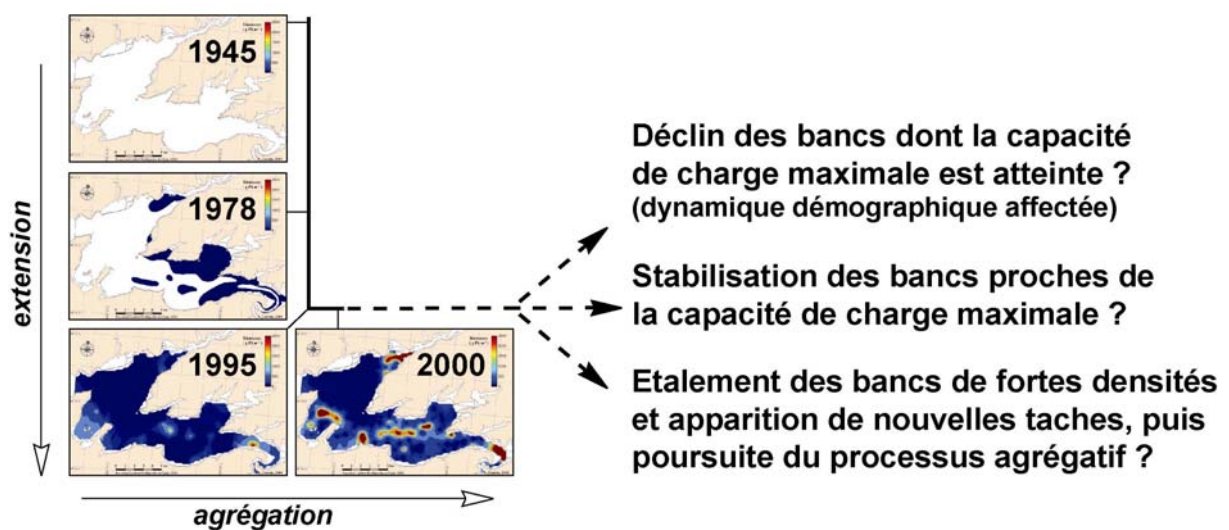 1945
1978
1995
2000
extension
agrégation
Déclin des bancs dont la capacité
de charge maximale est atteinte ?
(dynamique démographique affectée)
Stabilisation des bancs proches de
la capacité de charge maximale ?
Etalement des bancs de fortes densités
et apparition de nouvelles taches, puis
poursuite du processus agrégatif ?